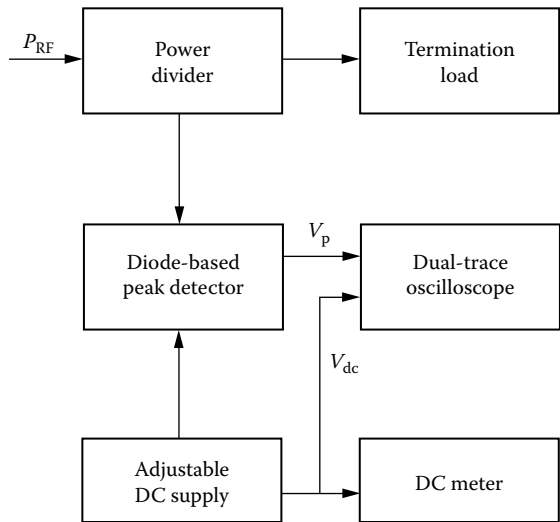 P_RF
Power
divider
Termination
load
V_p
Diode-based
peak detector
Dual-trace
oscilloscope
V_dc
Adjustable
DC supply
DC meter